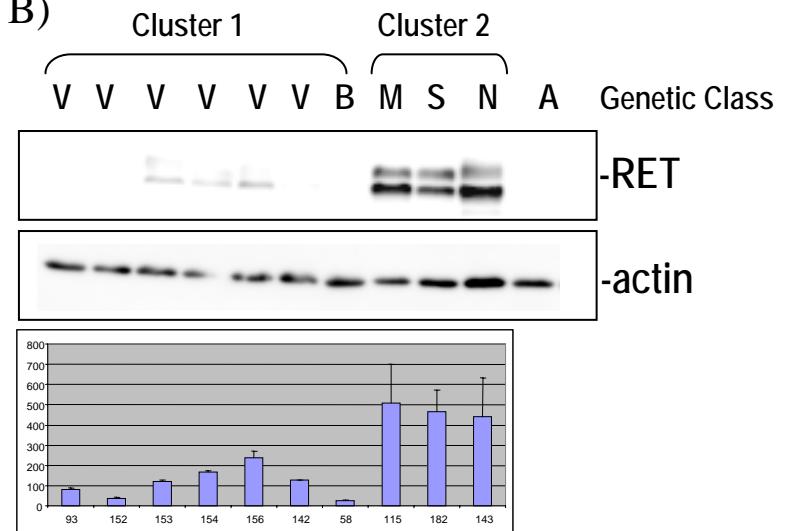 B)
Cluster 1 Cluster 2
V V V V V V B M S N A Genetic Class
-RET
-actin
800
700
600
500
400
300
200
100
0
93 152 153 154 156 142 58 115 182 143